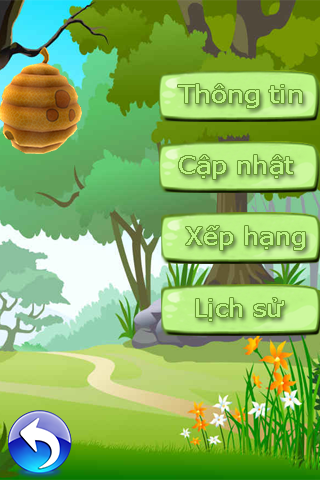 Thông tin
Cập nhật
Xếp hạng
Lịch sử